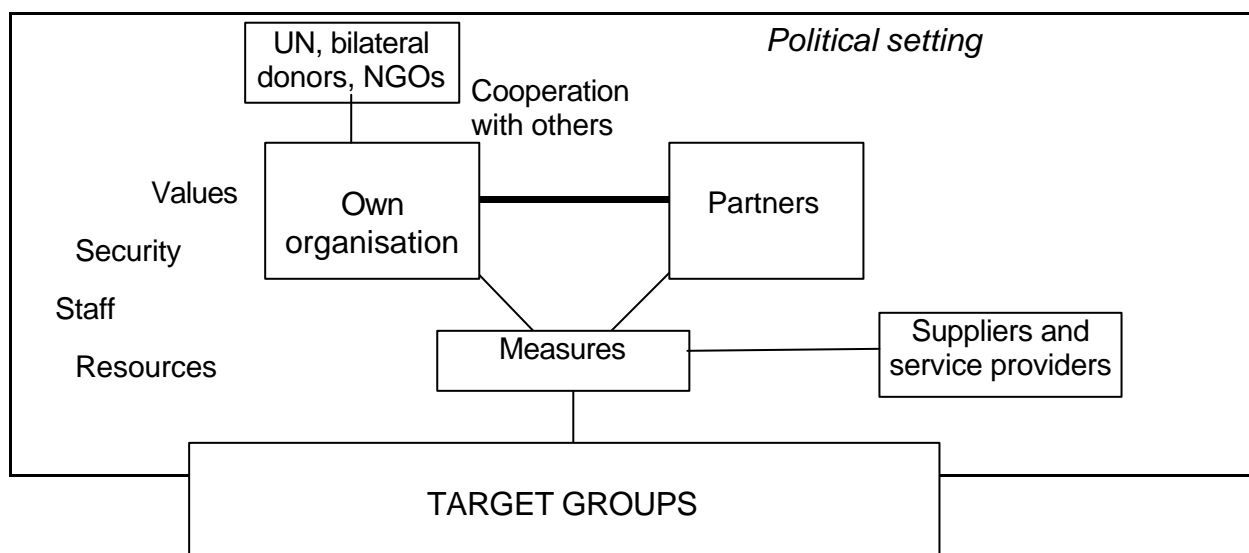 UN, bilateral
donors, NGOs
Political setting
Cooperation
with others
Values
Own
organisation
Partners
Security
Staff
Resources
Measures
Suppliers and
service providers
TARGET GROUPS